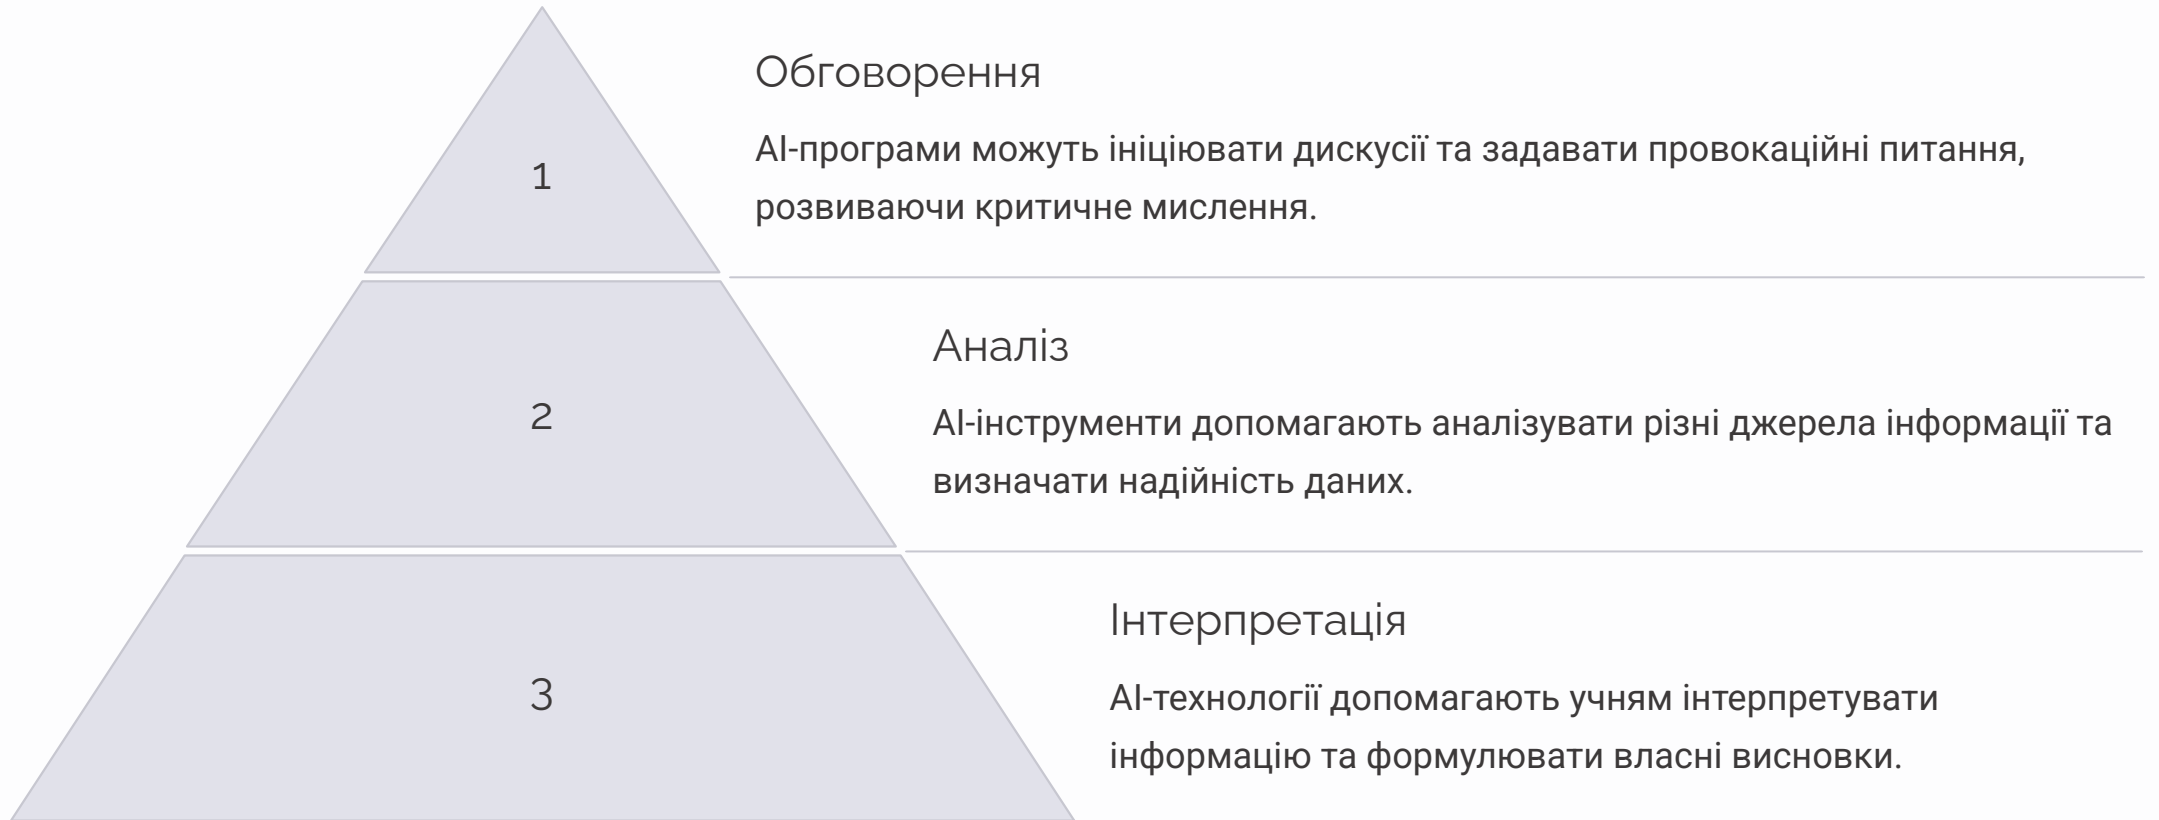 1
Обговорення
AI-програми можуть ініціювати дискусії та задавати провокаційні питання,
розвиваючи критичне мислення.
2
Аналіз
AI-інструменти допомагають аналізувати різні джерела інформації та
визначати надійність даних.
3
Інтерпретація
AI-технології допомагають учням інтерпретувати
інформацію та формулювати власні висновки.